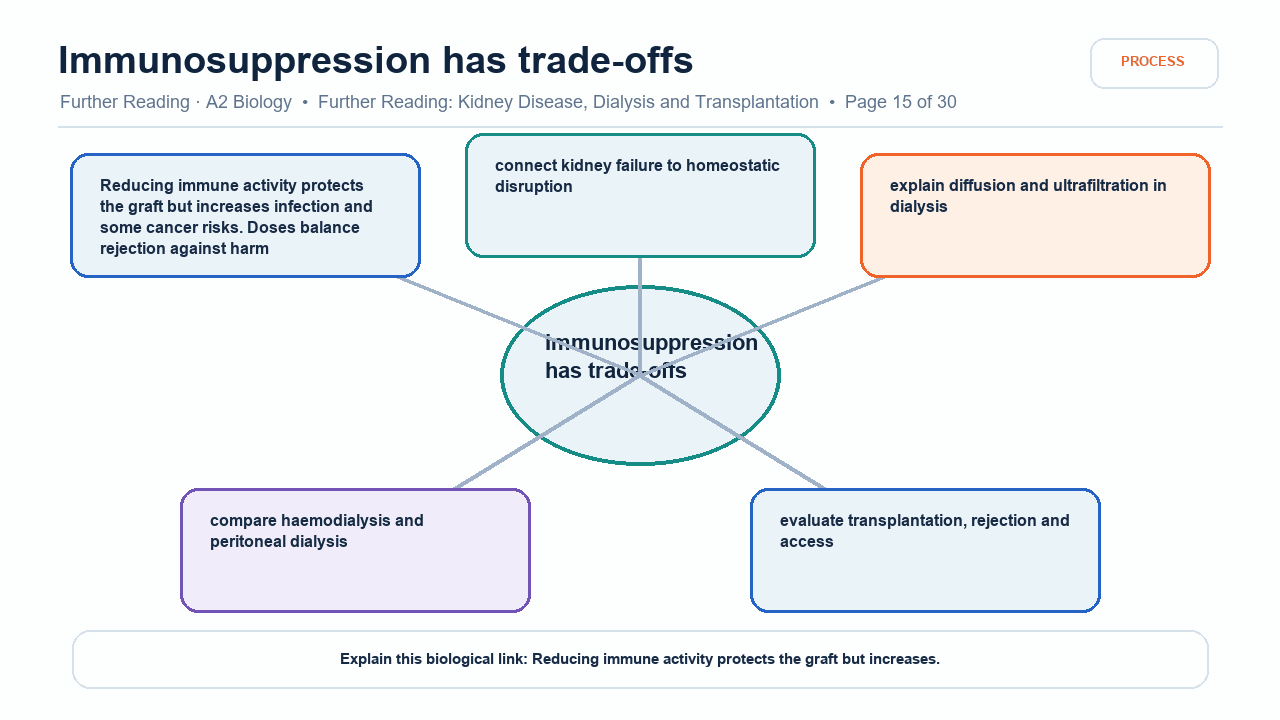 Immunosuppression has trade-offs
PROCESS
Further Reading · A2 Biology • Further Reading: Kidney Disease, Dialysis and Transplantation • Page 15 of 30
Reducing immune activity protects
the graft but increases infection and
some cancer risks. Doses balance
rejection against harm
connect kidney failure to homeostatic
disruption
explain diffusion and ultrafiltration in
dialysis
Immunosuppression
has trade-offs
compare haemodialysis and
peritoneal dialysis
evaluate transplantation, rejection and
access
Explain this biological link: Reducing immune activity protects the graft but increases.